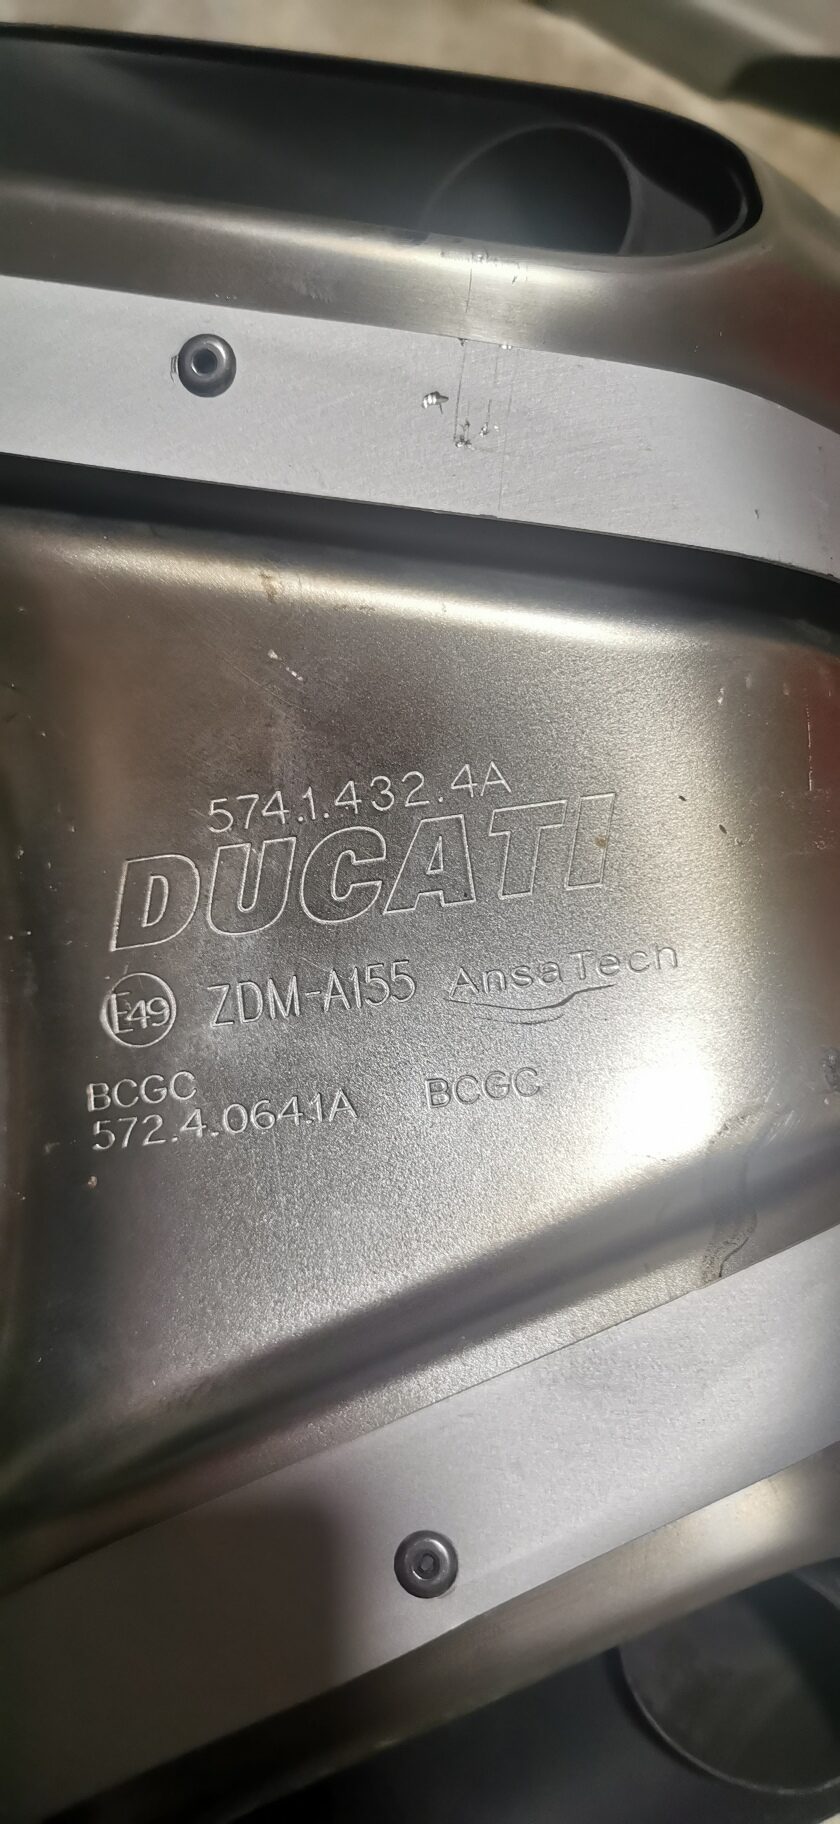 574.1.432.4A
DUCATI
E49 ZDM-A155 AnsaTech
BCGC BCGC
572.4.064.1A